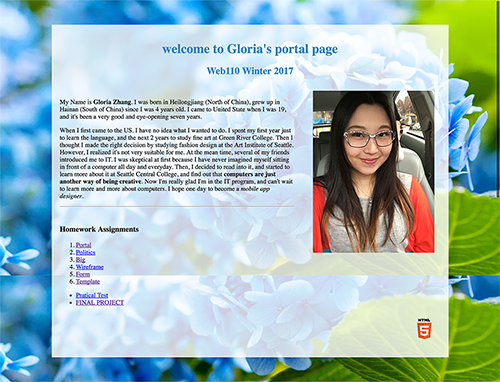 welcome to Gloria's portal page
Web110 Winter 2017
My Name is Gloria Zhang. I was born in Heilongjiang (North of China), grew up in
Hainan (South of China) since I was 4 years old. I came to United State when I was 19,
and it's been a very good and eye-opening seven years.
When I first came to the US. I have no idea what I wanted to do. I spent my first year just
to learn the language, and the next 2 years to study fine art at Green River College. Then I
thought I made the right decision by studying fashion design at the Art Institute of Seattle.
However, I realized it's not very suitable for me. At the mean time, several of my friends
introduced me to IT. I was skeptical at first because I have never imagined myself sitting
in front of a computer all day and everyday. Then, I decided to read into it, and started to
learn more about it at Seattle Central College, and find out that computers are just
another way of being creative. Now I'm really glad I'm in the IT program, and can't wait
to learn more and more about computers. I hope one day to become a mobile app
designer.
Homework Assignments
1. Portal
2. Politics
3. Big
4. Wireframe
5. Form
6. Template
• Pratical Test
• FINAL PROJECT
HTML
5